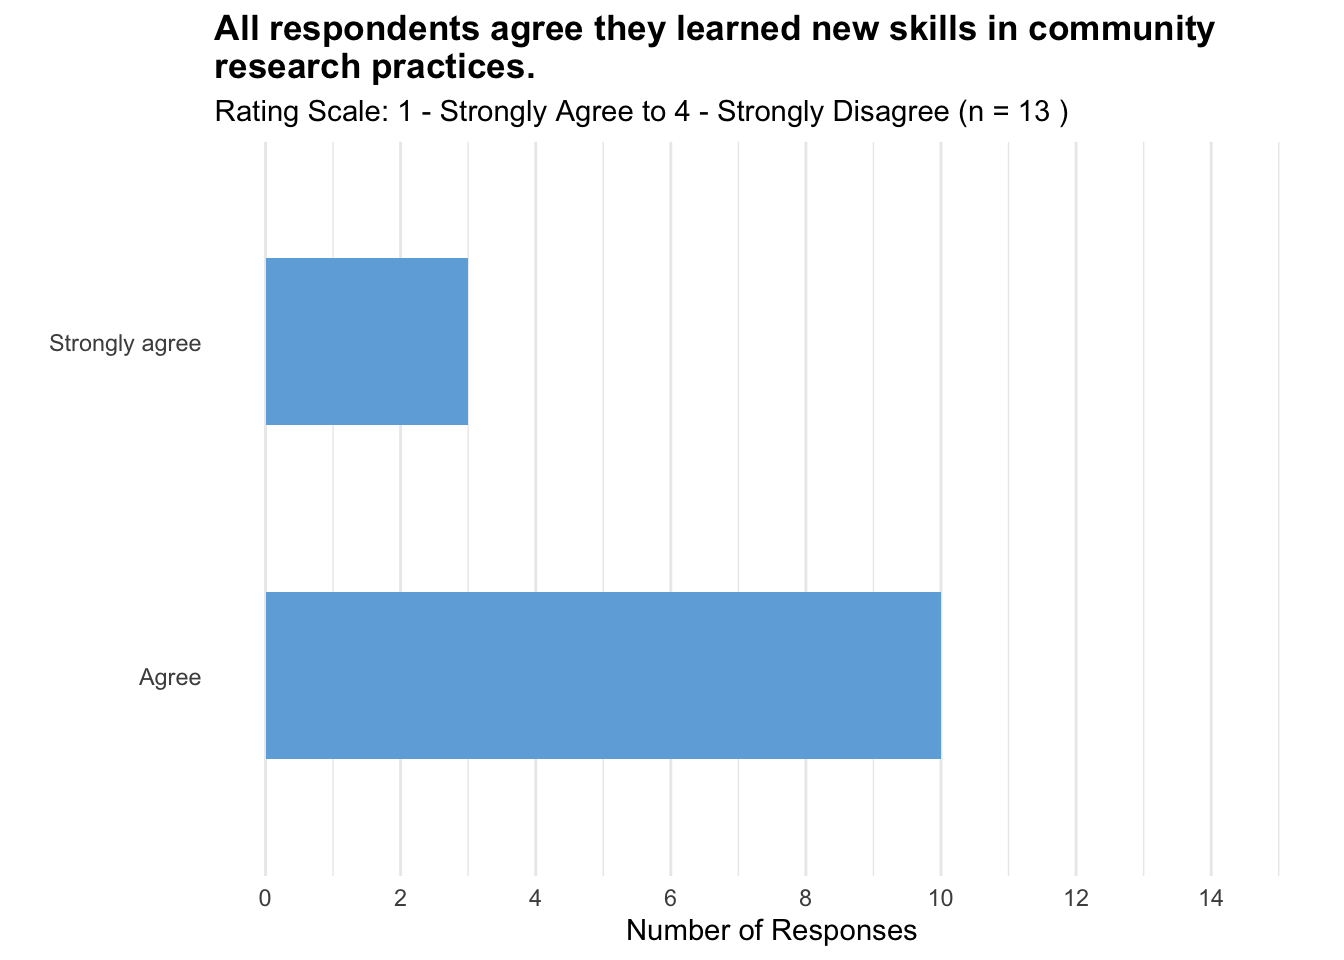 All respondents agree they learned new skills in community
research practices.
Rating Scale: 1 - Strongly Agree to 4 - Strongly Disagree (n = 13 )
Strongly agree
Agree
0 2 4 6 8 10 12 14
Number of Responses